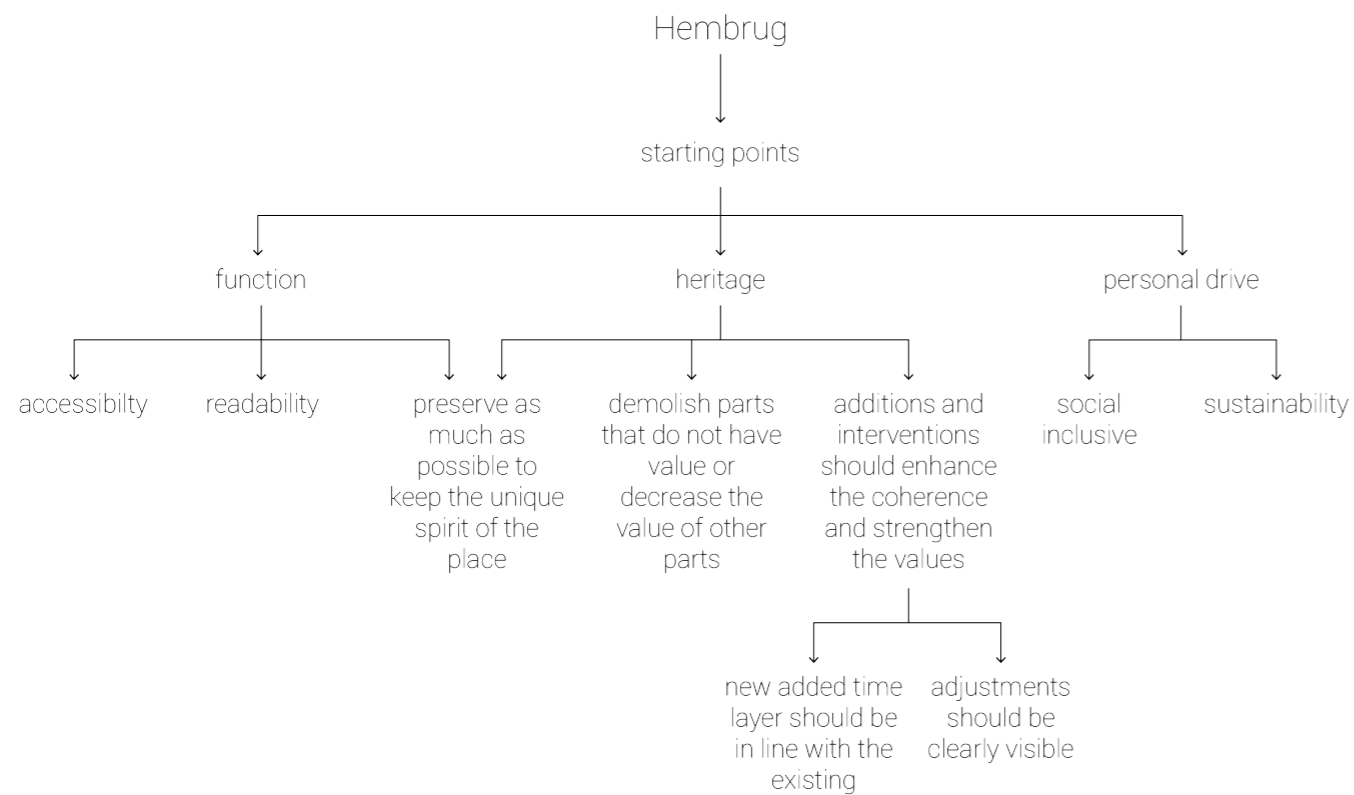 Hembrug
starting points
function
heritage
personal drive
accessibilty
readability
preserve as
much as
possible to
keep the unique
spirit of the
place
demolish parts
that do not have
value or
decrease the
value of other
parts
additions and
interventions
should enhance
the coherence
and strengthen
the values
social
inclusive
sustainability
new added time
layer should be
in line with the
existing
adjustments
should be
clearly visible